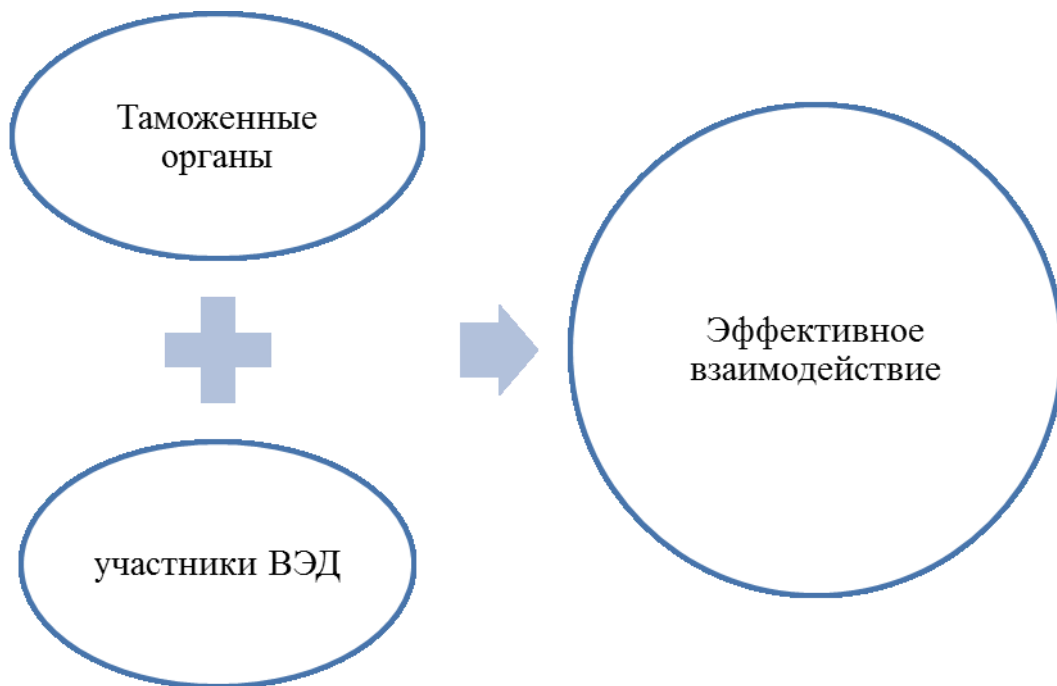 Таможенные
органы
участники ВЭД
Эффективное
взаимодействие